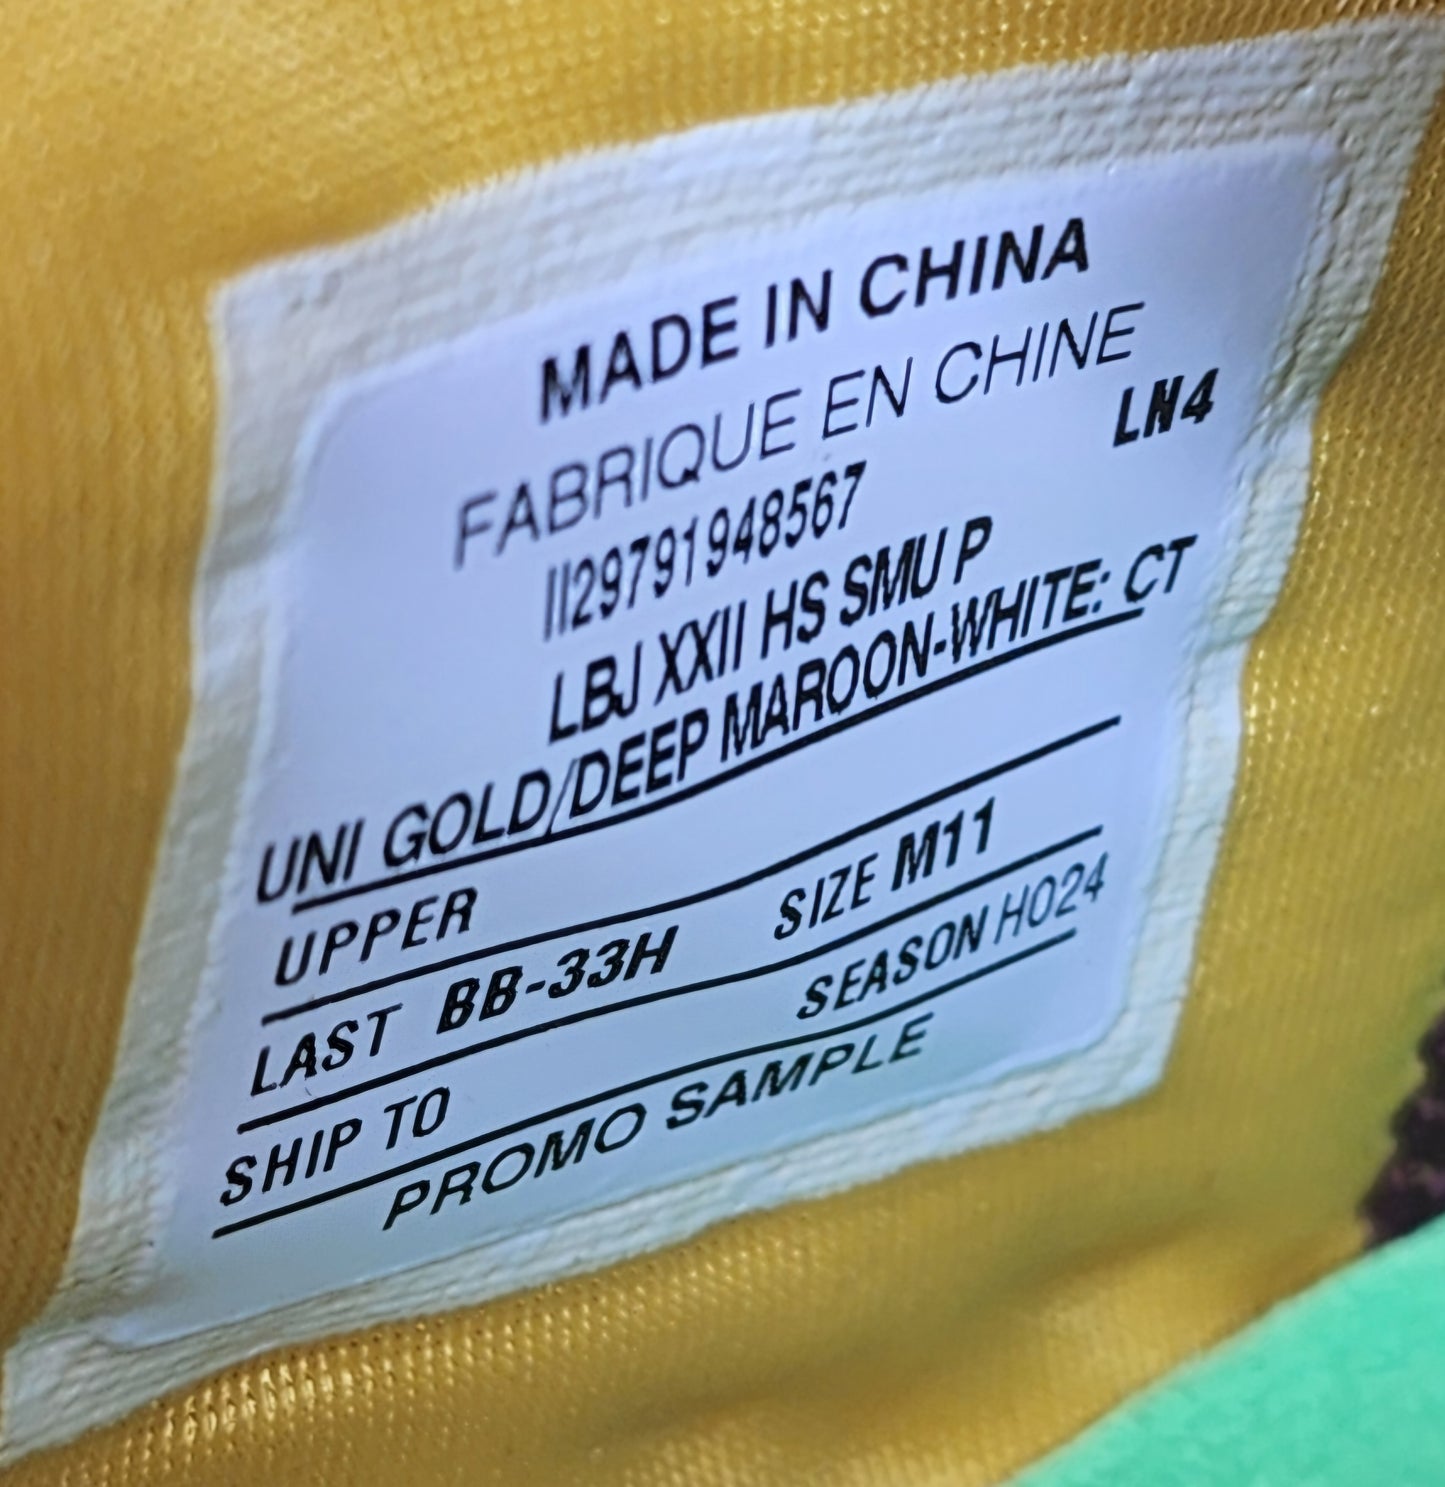 MADE IN CHINA
FABRIQUE EN CHINE
LN4
II29791948567
LBJ XXII HS SMU P
UNI GOLD/DEEP MAROON-WHITE: CT
UPPER
LAST BB-33H SIZE M11
SHIP TO SEASON HO24
PROMO SAMPLE